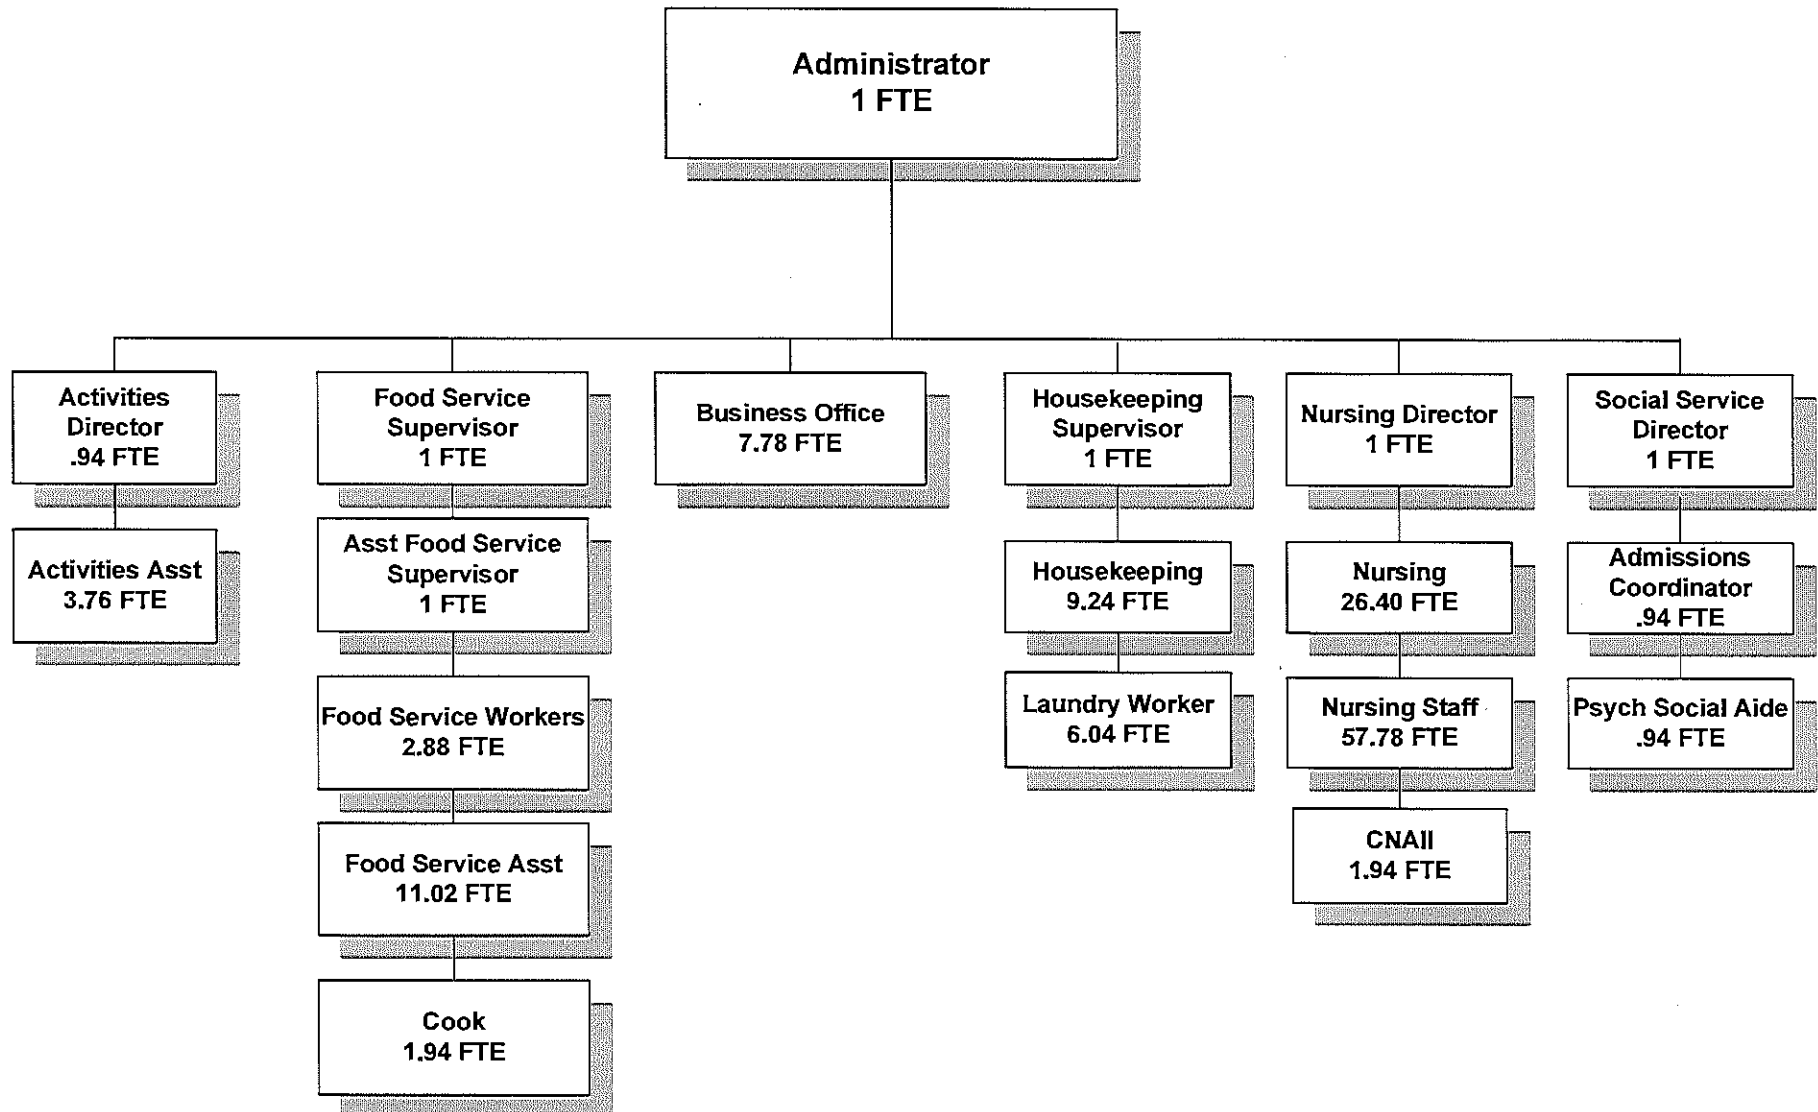 Administrator
1 FTE
Activities
Director
.94 FTE
Activities Asst
3.76 FTE
Food Service
Supervisor
1 FTE
Asst Food Service
Supervisor
1 FTE
Food Service Workers
2.88 FTE
Food Service Asst
11.02 FTE
Cook
1.94 FTE
Business Office
7.78 FTE
Housekeeping
Supervisor
1 FTE
Housekeeping
9.24 FTE
Laundry Worker
6.04 FTE
Nursing Director
1 FTE
Nursing
26.40 FTE
Nursing Staff
57.78 FTE
CNAII
1.94 FTE
Social Service
Director
1 FTE
Admissions
Coordinator
.94 FTE
Psych Social Aide
.94 FTE